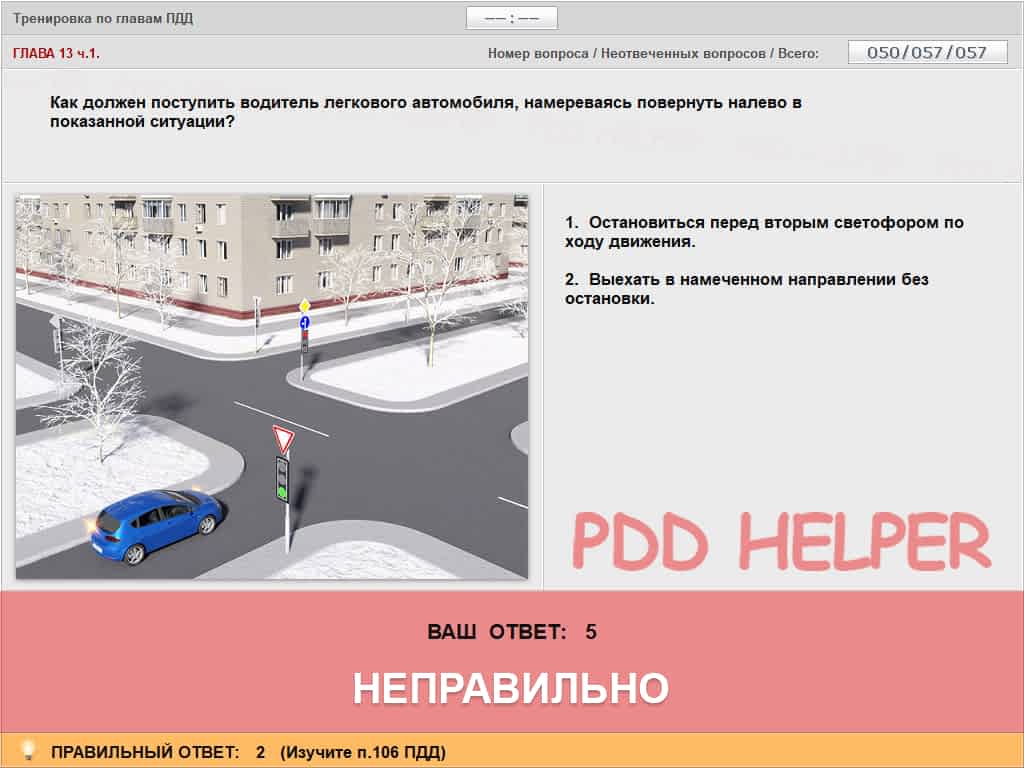 Тренировка по главам ПДД
—— : ——
ГЛАВА 13 ч.1.
Номер вопроса / Неотвеченных вопросов / Всего:
050/057/057
Как должен поступить водитель легкового автомобиля, намереваясь повернуть налево в
показанной ситуации?
1. Остановиться перед вторым светофором по
ходу движения.
2. Выехать в намеченном направлении без
остановки.
PDD HELPER
ВАШ ОТВЕТ: 5
НЕПРАВИЛЬНО
ПРАВИЛЬНЫЙ ОТВЕТ: 2 (Изучите п.106 ПДД)